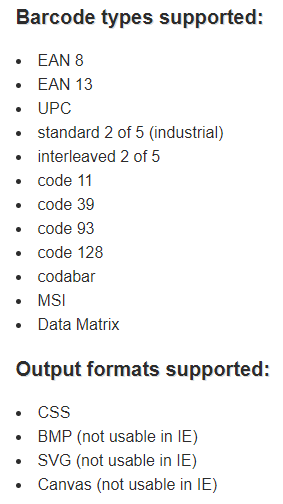 Barcode types supported:
• EAN 8
• EAN 13
• UPC
• standard 2 of 5 (industrial)
• interleaved 2 of 5
• code 11
• code 39
• code 93
• code 128
• codabar
• MSI
• Data Matrix
Output formats supported:
• CSS
• BMP (not usable in IE)
• SVG (not usable in IE)
• Canvas (not usable in IE)